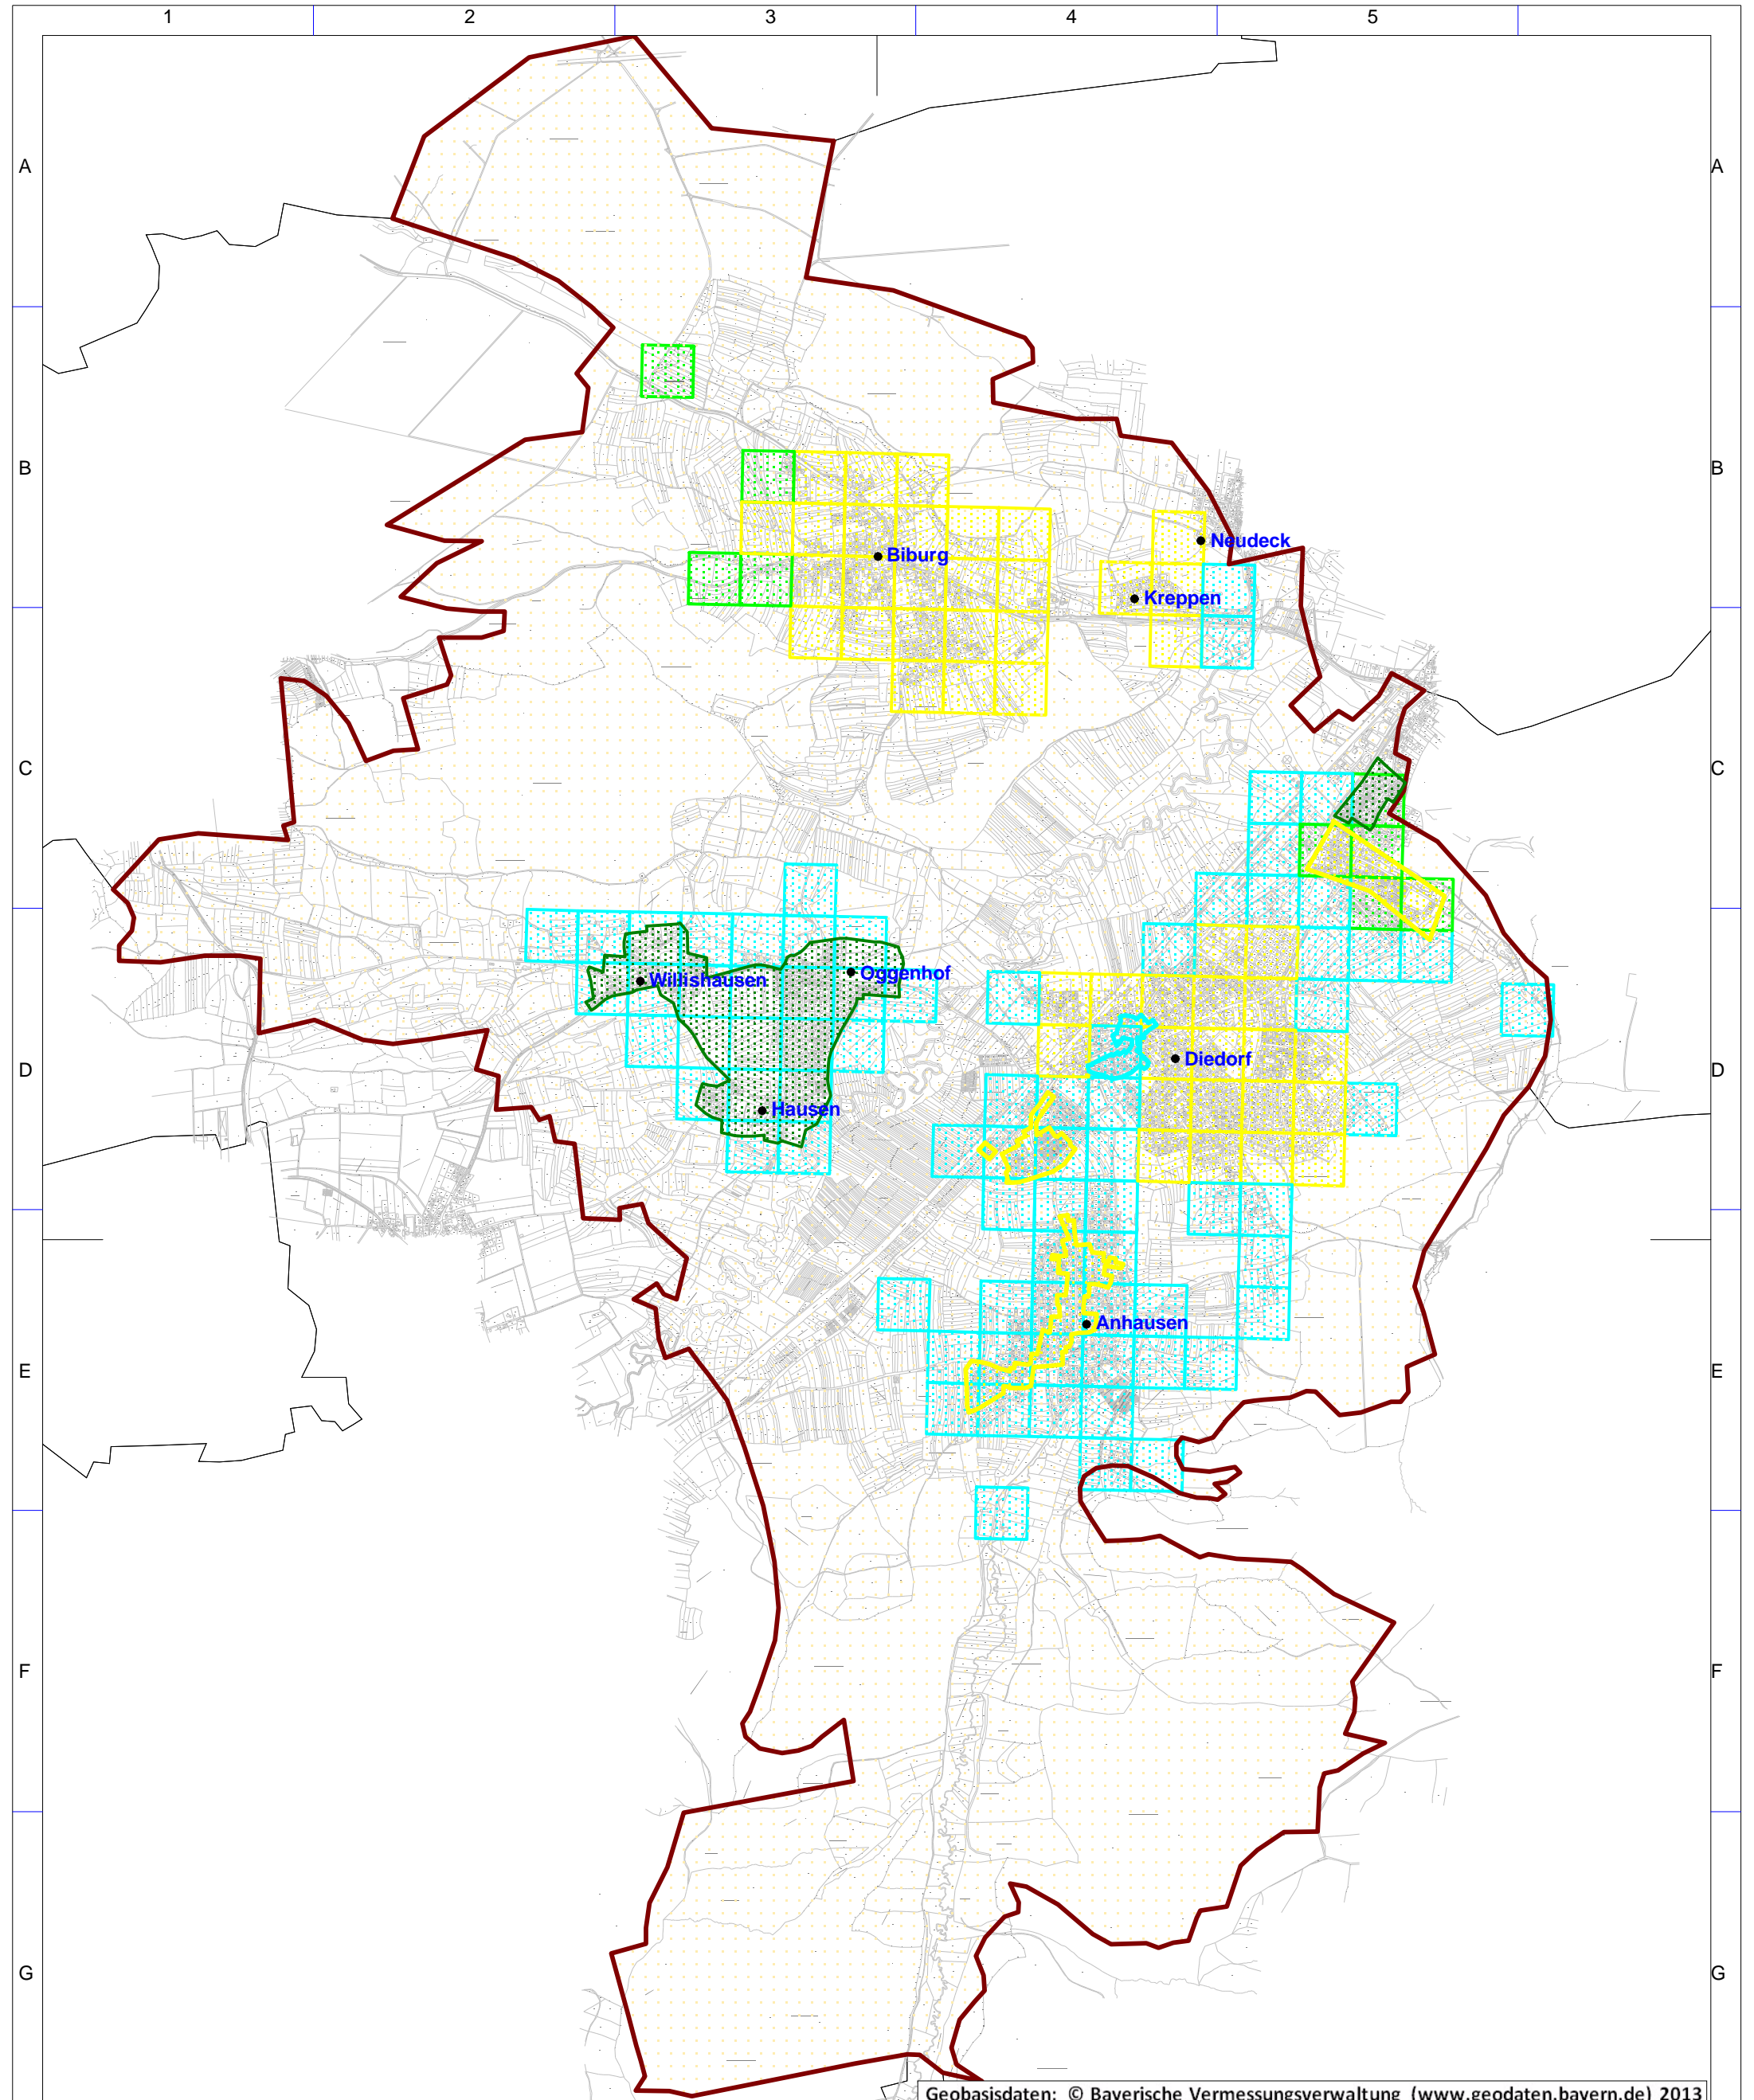 1 2 3 4 5
A A
B B
Neudeck
Biburg
Kreppen
C C
Oggenhof
Willishausen
Diedorf
D D
Hausen
Anhausen
E E
F F
G G
Geobasisdaten: © Bayerische Vermessungsverwaltung (www.geodaten.bayern.de) 2013